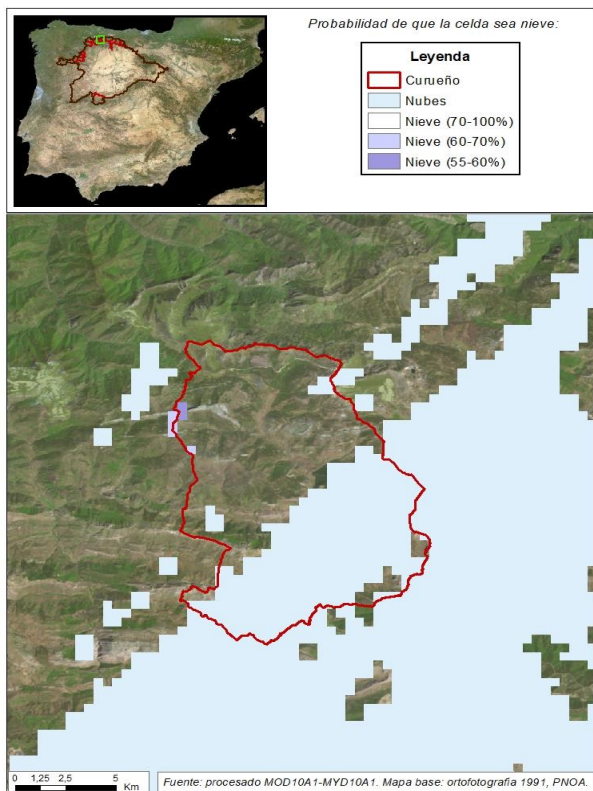 Probabilidad de que la celda sea nieve:
Leyenda
Curueño
Nubes
Nieve (70-100%)
Nieve (60-70%)
Nieve (55-60%)
0 1,25 2,5 5
Km
Fuente: procesado MOD10A1-MYD10A1. Mapa base: ortofotografia 1991, PNOA.